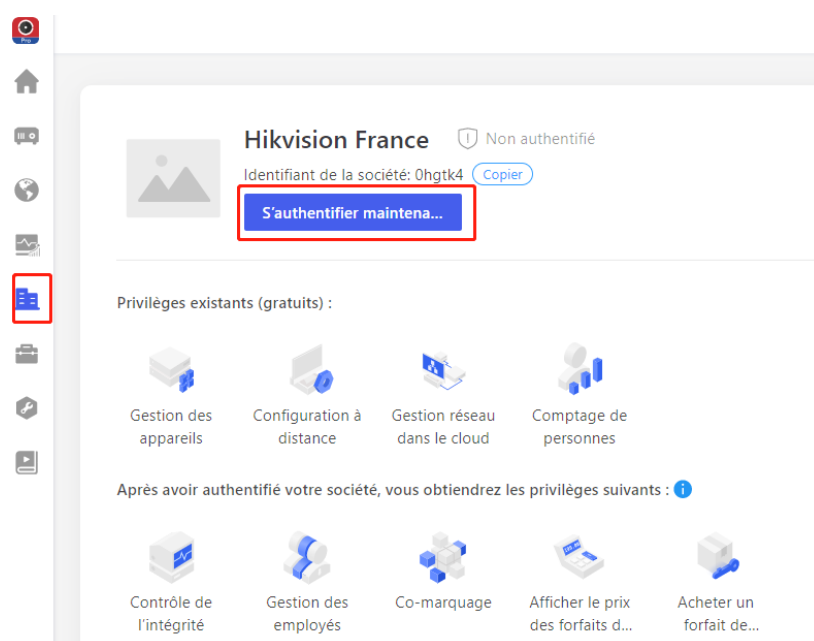 Pro
Hikvision France
Non authentifié
Identifiant de la société: 0hgtk4
Copier
S'authentifier maintena...
Privilèges existants (gratuits) :
Gestion des
appareils
Configuration à
distance
Gestion réseau
dans le cloud
Comptage de
personnes
Après avoir authentifié votre société, vous obtiendrez les privilèges suivants :
Contrôle de
l'intégrité
Gestion des
employés
Co-marquage
Afficher le prix
des forfaits d...
Acheter un
forfait de...